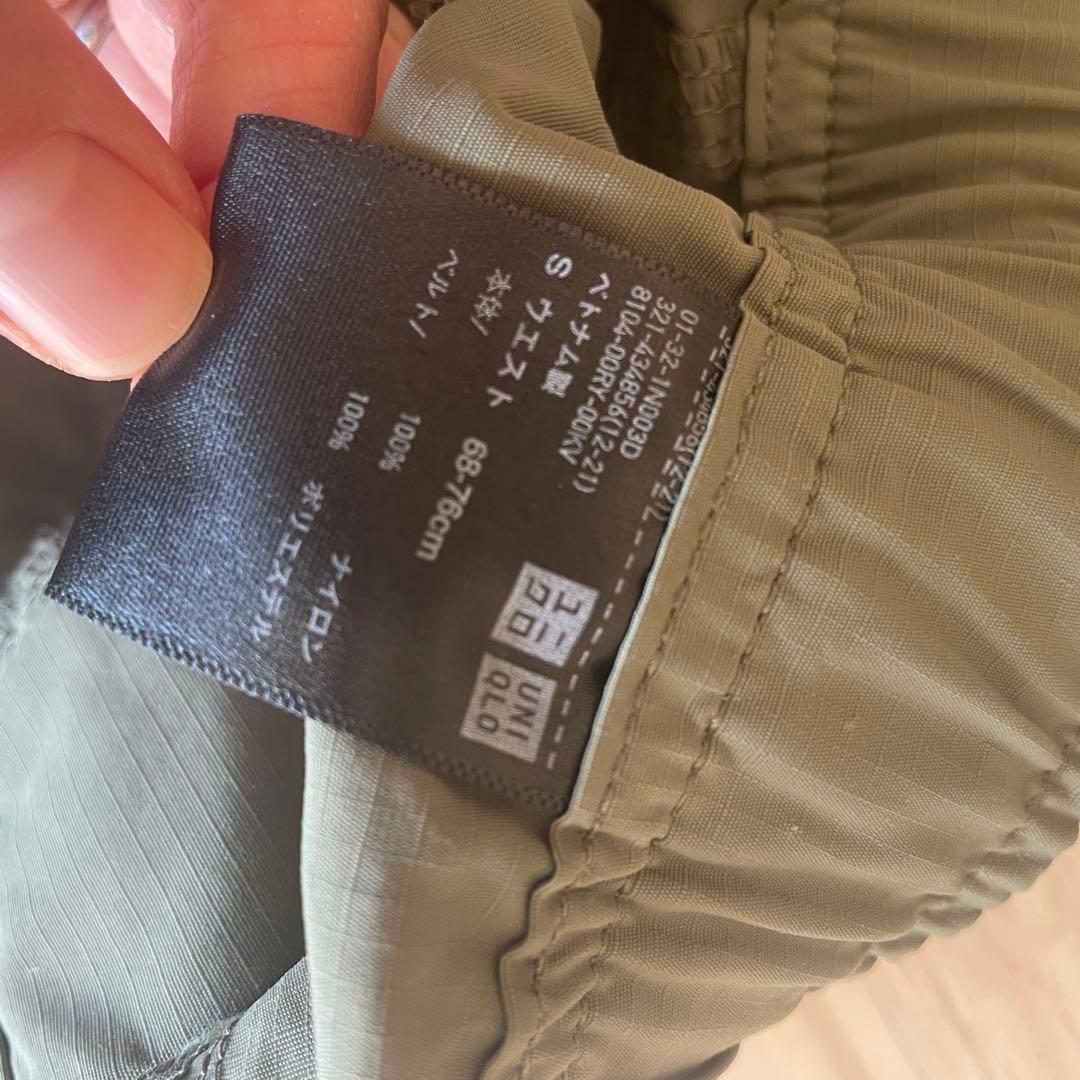 ユニ
クロ
UNI
QLO
01-32-1N003D
321-434856(12-21)
8104-00RY-00KV
ベトナム製
S ウエスト 68-76cm
本体/ 100% ナイロン
ベルト/ 100% ポリエステル